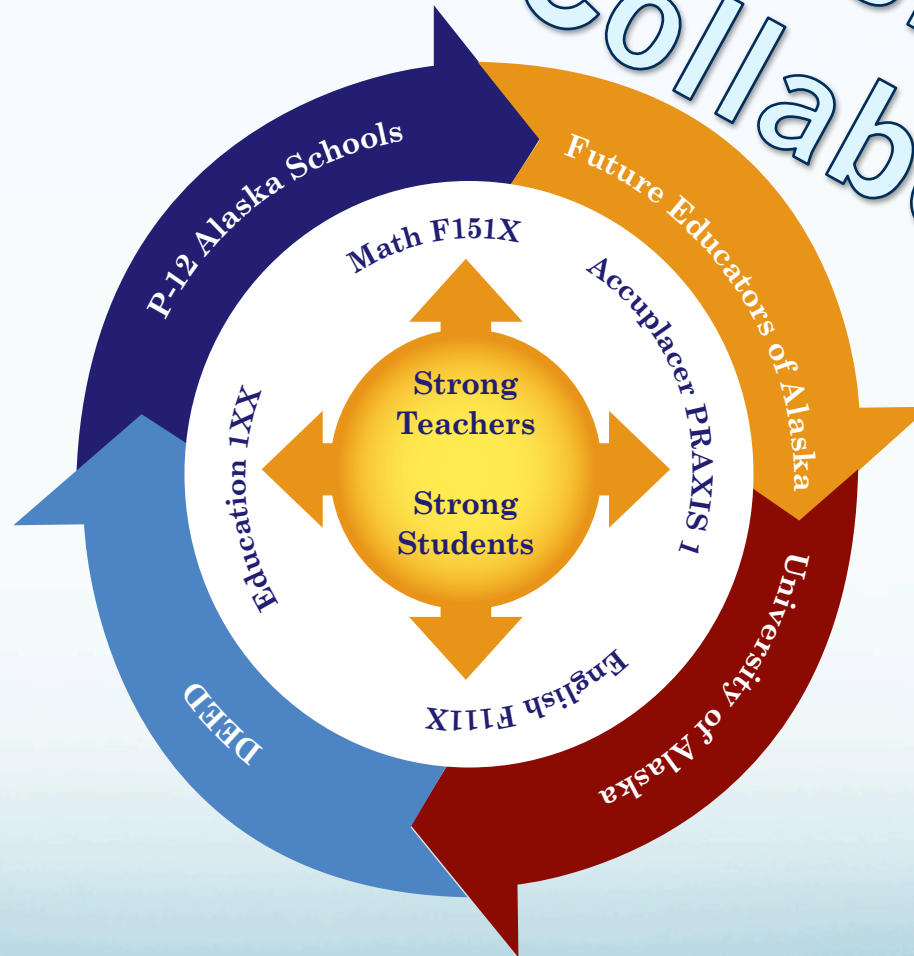 P-12 Alaska Schools
Future Educators of Alaska
University of Alaska
DEED
Math F151X
Accuplacer PRAXIS 1
English F111X
Education 1XX
Strong
Teachers
Strong
Students